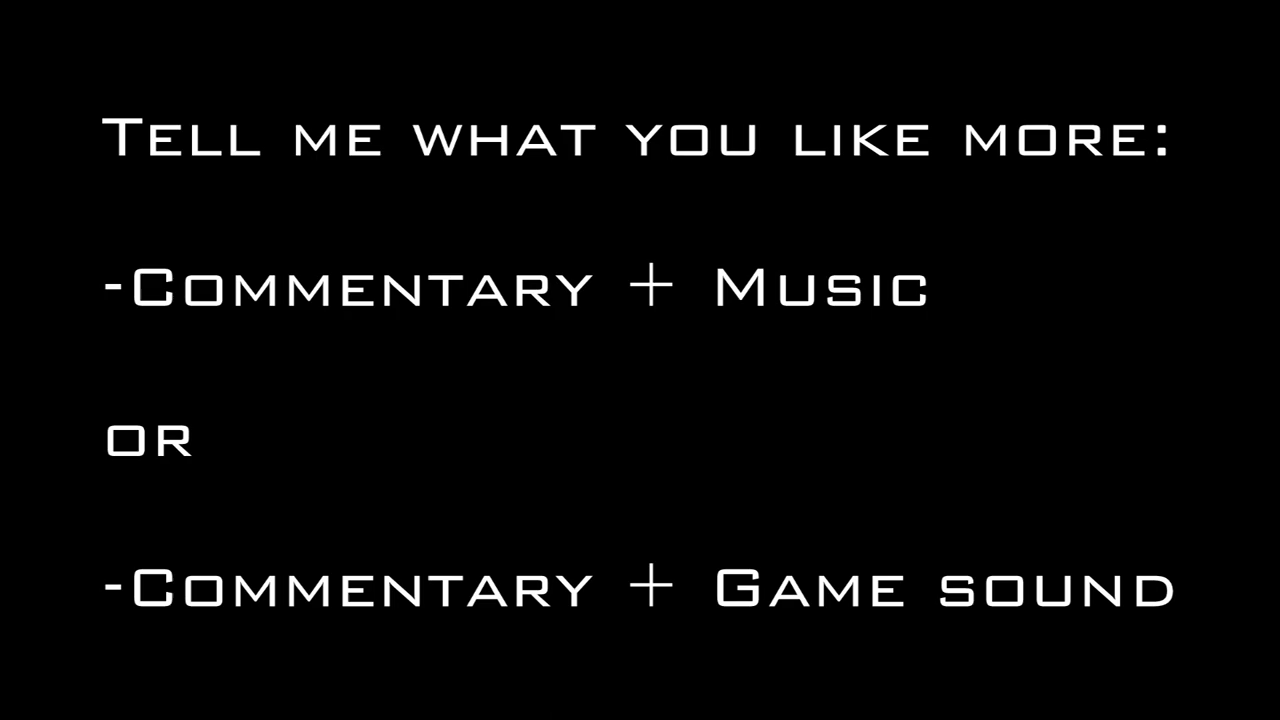 Tell me what you like more:
-Commentary + Music
or
-Commentary + Game sound